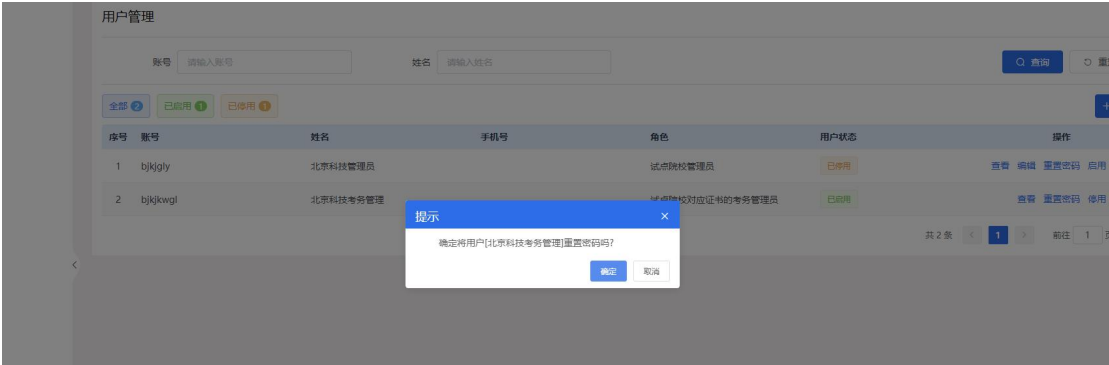 用户管理
账号 请输入账号 姓名 请输入姓名 查询 重
全部 2 已启用 1 已停用 1
序号 账号 姓名 手机号 角色 用户状态 操作
1 bjkjgly 北京科技管理员 试点院校管理员 已停用 查看 编辑 重置密码 启用
2 bjkjkwgl 北京科技考务管理 试点院校对应证书的考务管理员 已启用 查看 重置密码 停用
共 2 条 1 前往 1
提示
确定将用户[北京科技考务管理]重置密码吗?
确定 取消